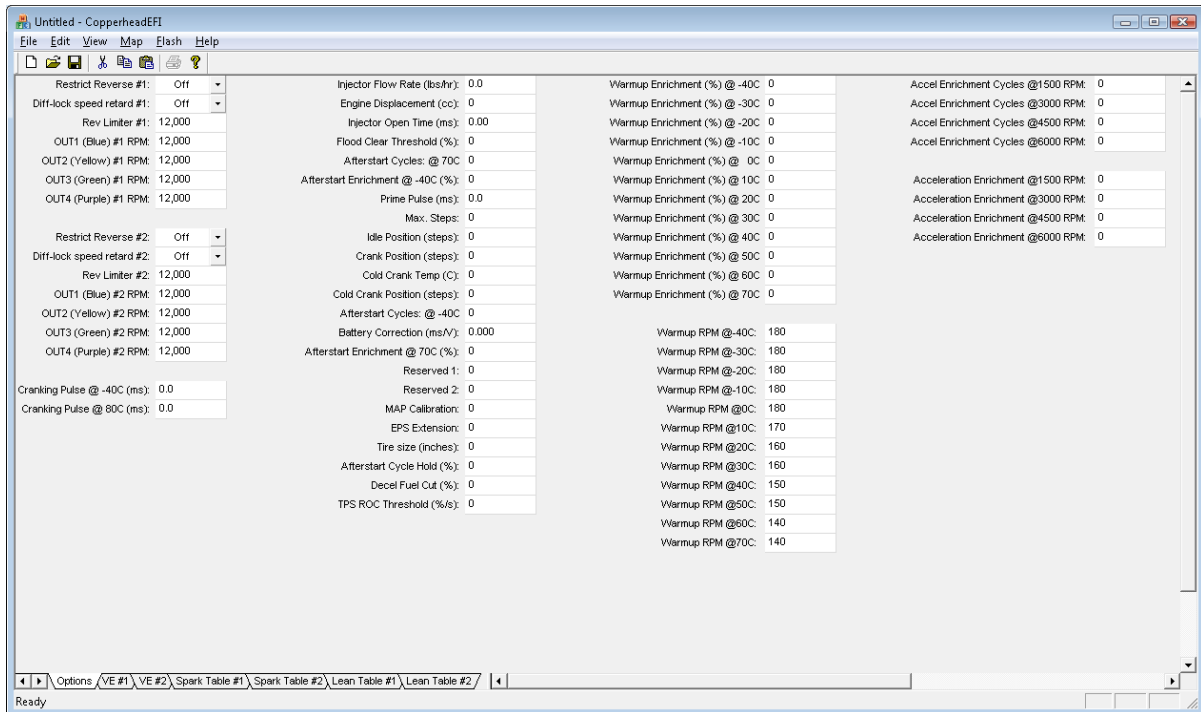 Untitled - CopperheadEFI
File Edit View Map Flash Help
Restrict Reverse #1: Off
Diff-lock speed retard #1: Off
Rev Limiter #1: 12,000
OUT1 (Blue) #1 RPM: 12,000
OUT2 (Yellow) #1 RPM: 12,000
OUT3 (Green) #1 RPM: 12,000
OUT4 (Purple) #1 RPM: 12,000
Restrict Reverse #2: Off
Diff-lock speed retard #2: Off
Rev Limiter #2: 12,000
OUT1 (Blue) #2 RPM: 12,000
OUT2 (Yellow) #2 RPM: 12,000
OUT3 (Green) #2 RPM: 12,000
OUT4 (Purple) #2 RPM: 12,000
Cranking Pulse @ -40C (ms): 0.0
Cranking Pulse @ 80C (ms): 0.0
Injector Flow Rate (lbs/hr): 0.0
Engine Displacement (cc): 0
Injector Open Time (ms): 0.00
Flood Clear Threshold (%): 0
Afterstart Cycles: @ 70C 0
Afterstart Enrichment @ -40C (%): 0
Prime Pulse (ms): 0.0
Max. Steps: 0
Idle Position (steps): 0
Crank Position (steps): 0
Cold Crank Temp (C): 0
Cold Crank Position (steps): 0
Afterstart Cycles: @ -40C 0
Battery Correction (ms/V): 0.000
Afterstart Enrichment @ 70C (%): 0
Reserved 1: 0
Reserved 2: 0
MAP Calibration: 0
EPS Extension: 0
Tire size (inches): 0
Afterstart Cycle Hold (%): 0
Decel Fuel Cut (%): 0
TPS ROC Threshold (%/s): 0
Warmup Enrichment (%) @ -40C 0
Warmup Enrichment (%) @ -30C 0
Warmup Enrichment (%) @ -20C 0
Warmup Enrichment (%) @ -10C 0
Warmup Enrichment (%) @ 0C 0
Warmup Enrichment (%) @ 10C 0
Warmup Enrichment (%) @ 20C 0
Warmup Enrichment (%) @ 30C 0
Warmup Enrichment (%) @ 40C 0
Warmup Enrichment (%) @ 50C 0
Warmup Enrichment (%) @ 60C 0
Warmup Enrichment (%) @ 70C 0
Warmup RPM @-40C: 180
Warmup RPM @-30C: 180
Warmup RPM @-20C: 180
Warmup RPM @-10C: 180
Warmup RPM @0C: 180
Warmup RPM @10C: 170
Warmup RPM @20C: 160
Warmup RPM @30C: 160
Warmup RPM @40C: 150
Warmup RPM @50C: 150
Warmup RPM @60C: 140
Warmup RPM @70C: 140
Accel Enrichment Cycles @1500 RPM: 0
Accel Enrichment Cycles @3000 RPM: 0
Accel Enrichment Cycles @4500 RPM: 0
Accel Enrichment Cycles @6000 RPM: 0
Acceleration Enrichment @1500 RPM: 0
Acceleration Enrichment @3000 RPM: 0
Acceleration Enrichment @4500 RPM: 0
Acceleration Enrichment @6000 RPM: 0
Options VE #1 VE #2 Spark Table #1 Spark Table #2 Lean Table #1 Lean Table #2
Ready